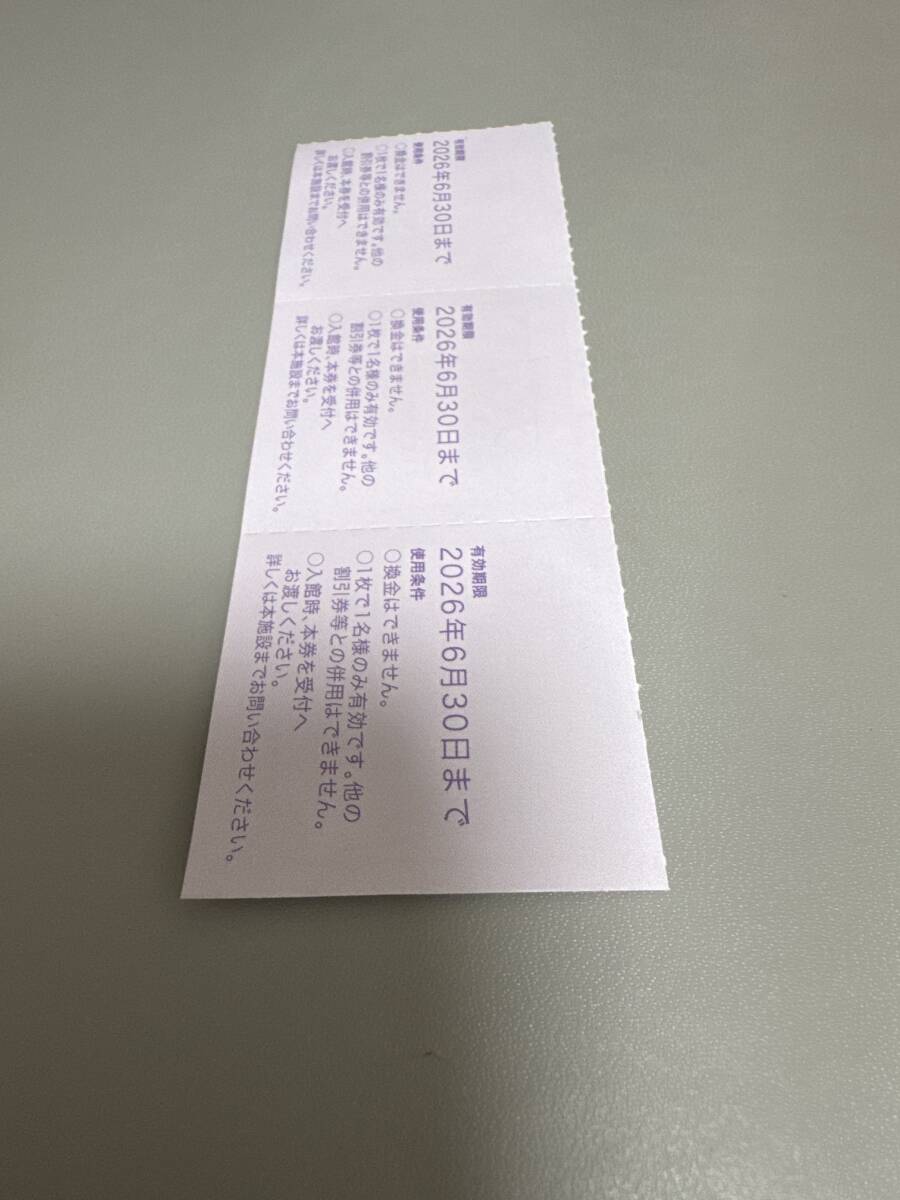 有効期限
2026年6月30日まで
使用条件
○換金はできません。
○1枚で1名様のみ有効です。他の
割引券等との併用はできません。
○入館時、本券を受付へ
お渡しください。
詳しくは本施設までお問い合わせください。
有効期限
2026年6月30日まで
使用条件
○換金はできません。
○1枚で1名様のみ有効です。他の
割引券等との併用はできません。
○入館時、本券を受付へ
お渡しください。
詳しくは本施設までお問い合わせください。
有効期限
2026年6月30日まで
使用条件
○換金はできません。
○1枚で1名様のみ有効です。他の
割引券等との併用はできません。
○入館時、本券を受付へ
お渡しください。
詳しくは本施設までお問い合わせください。